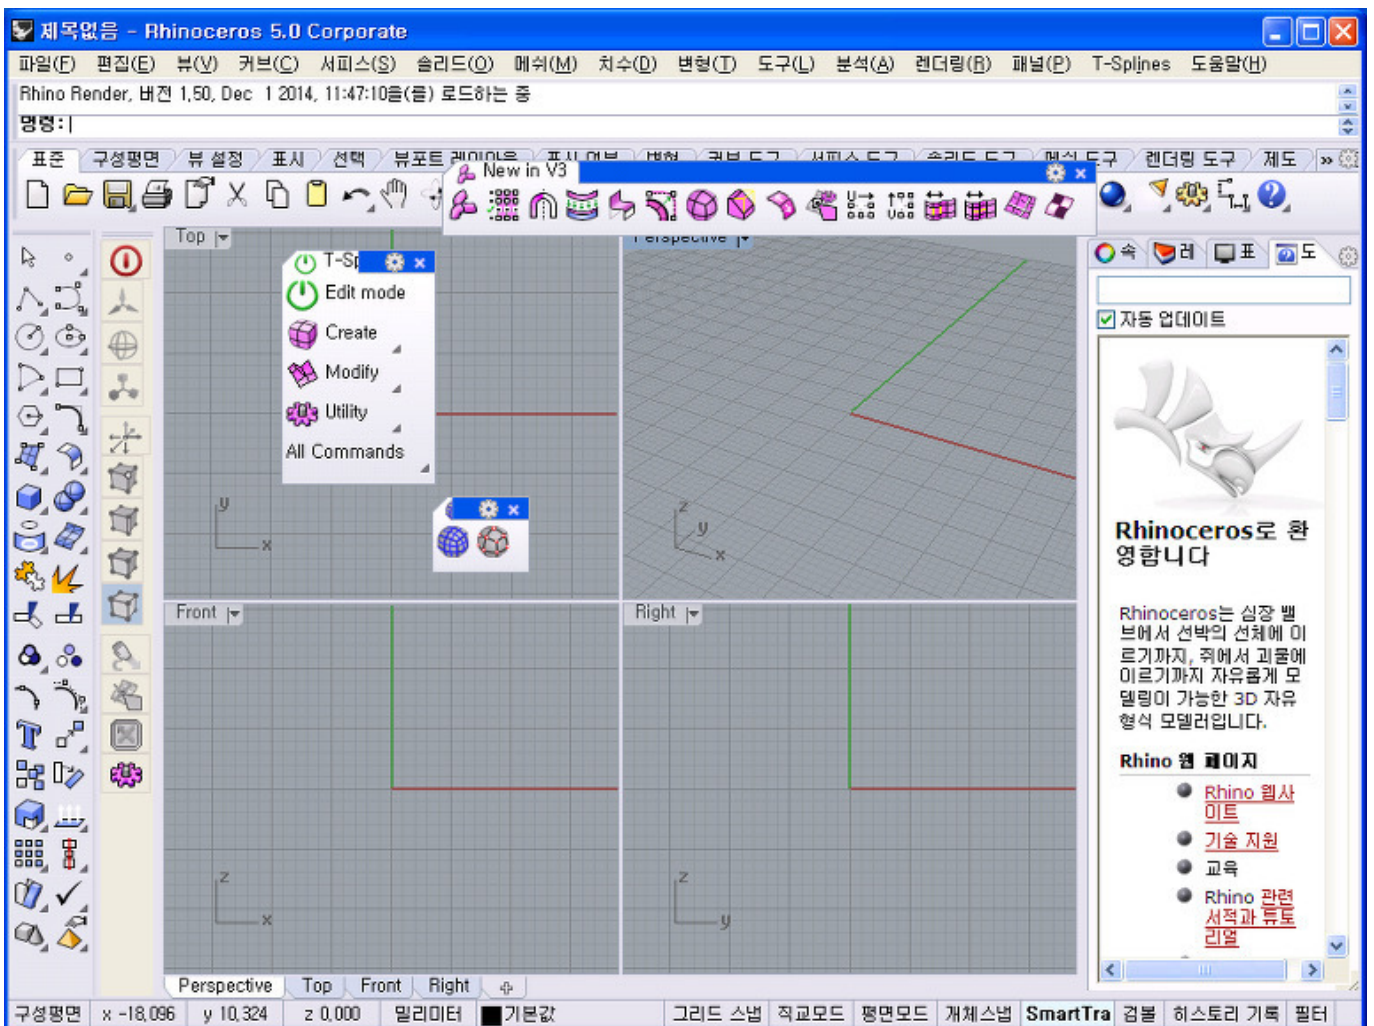 제목없음 - Rhinoceros 5.0 Corporate
파일(F) 편집(E) 뷰(V) 커브(C) 서피스(S) 솔리드(O) 메쉬(M) 치수(D) 변형(T) 도구(L) 분석(A) 렌더링(R) 패널(P) T-Splines 도움말(H)
Rhino Render, 버전 1.50, Dec 1 2014, 11:47:10을(를) 로드하는 중
명령:
표준 구성평면 뷰 설정 표시 선택 뷰포트 레이아웃 도구 렌더링 도구 제도 »
New in V3
Top
Perspective
속 레 표 도
T-Sp
Edit mode
Create
Modify
Utility
All Commands
자동 업데이트
y
x
z
y
x
Rhinoceros로 환
영합니다
Front
Right
Rhinoceros는 심장 밸
브에서 선박의 선체에 이
르기까지, 쥐에서 괴물에
이르기까지 자유롭게 모
델링이 가능한 3D 자유
형식 모델러입니다.
Rhino 웹 페이지
Rhino 웹사
이트
기술 지원
교육
Rhino 관련
서적과 튜토
리얼
z
x
z
y
Perspective Top Front Right
구성평면 x -18,096 y 10,324 z 0,000 밀리미터 기본값 그리드 스냅 직교모드 평면모드 개체스냅 SmartTra 검볼 히스토리 기록 필터